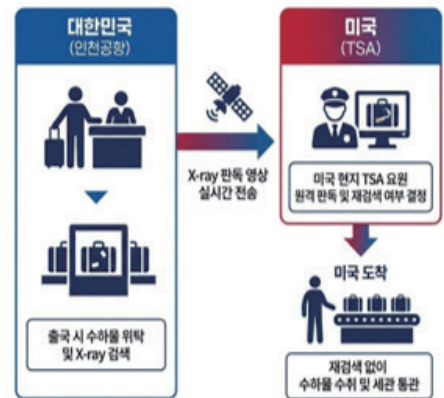 대한민국
(인천공항)
출국 시 수하물 위탁
및 X-ray 검색
X-ray 판독 영상
실시간 전송
미국
(TSA)
미국 현지 TSA 요원
원격 판독 및 재검색 여부 결정
미국 도착
재검색 없이
수하물 수취 및 세관 통관